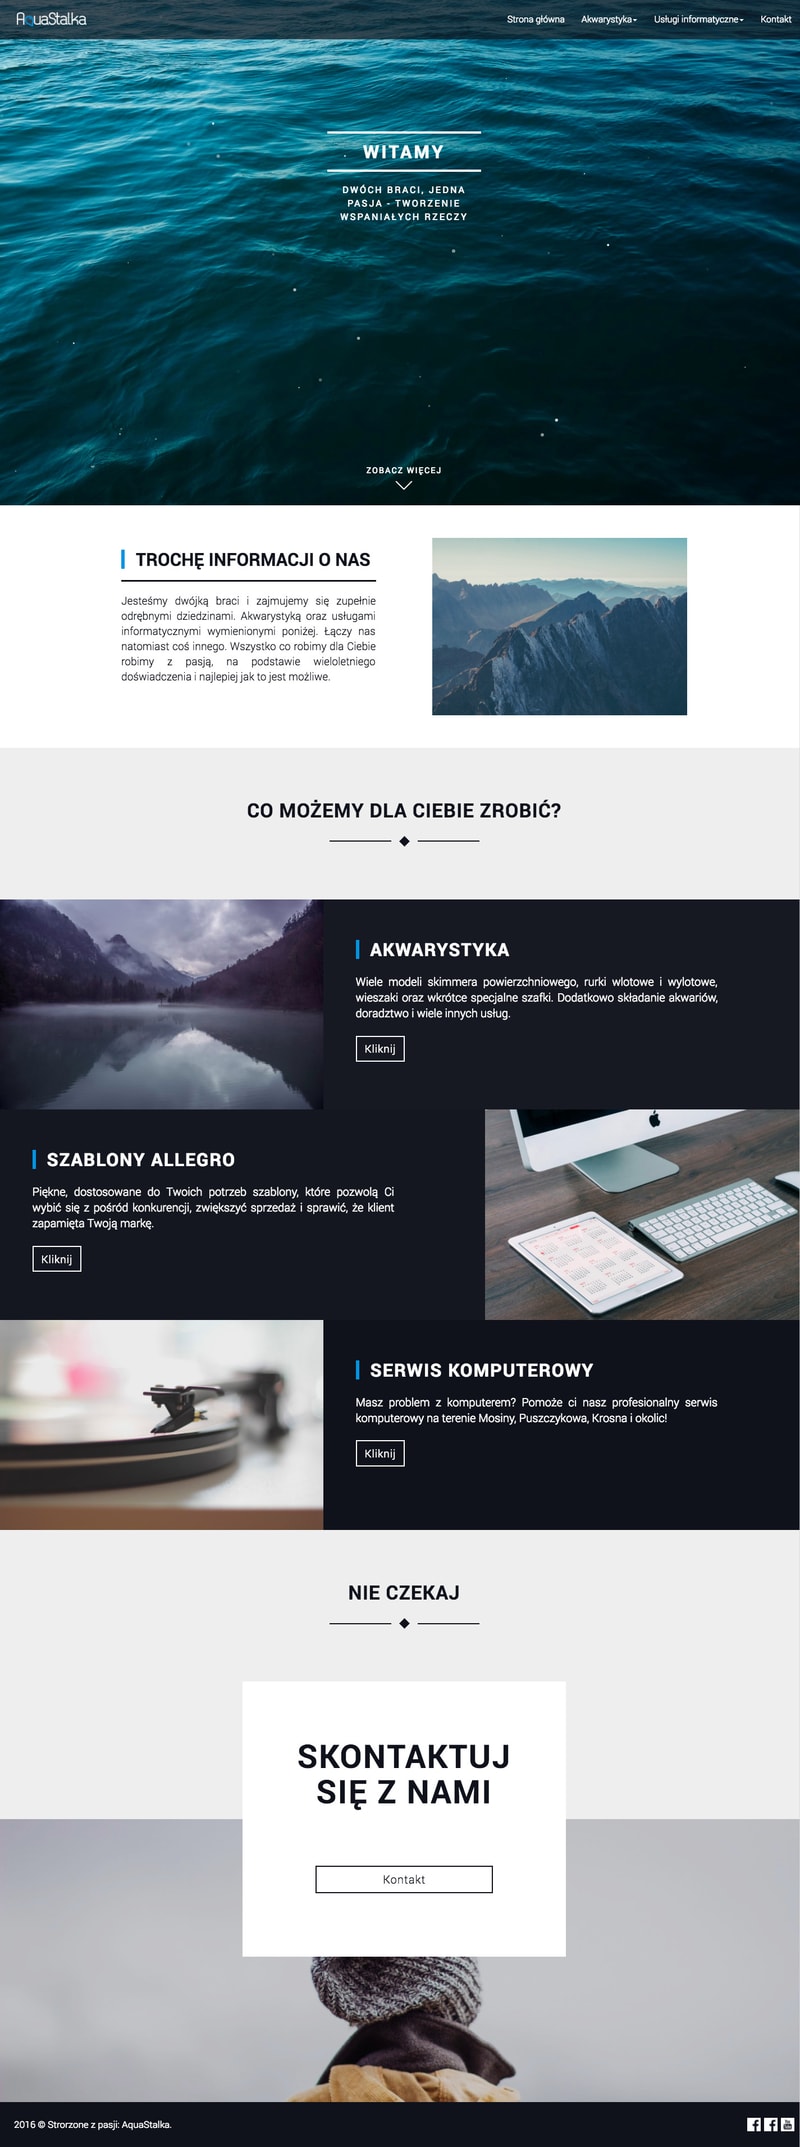 AquaStalka
Strona główna Akwarystyka Usługi informatyczne Kontakt
WITAMY
DWÓCH BRACI, JEDNA
PASJA - TWORZENIE
WSPANIAŁYCH RZECZY
ZOBACZ WIĘCEJ
TROCHĘ INFORMACJI O NAS
Jesteśmy dwójką braci i zajmujemy się zupełnie
odrębnymi dziedzinami. Akwarystyką oraz usługami
informatycznymi wymienionymi poniżej. Łączy nas
natomiast coś innego. Wszystko co robimy dla Ciebie
robimy z pasją, na podstawie wieloletniego
doświadczenia i najlepiej jak to jest możliwe.
CO MOŻEMY DLA CIEBIE ZROBIĆ?
AKWARYSTYKA
Wiele modeli skimmera powierzchniowego, rurki wlotowe i wylotowe,
wieszaki oraz wkrótce specjalne szafki. Dodatkowo składanie akwariów,
doradztwo i wiele innych usług.
Kliknij
SZABLONY ALLEGRO
Piękne, dostosowane do Twoich potrzeb szablony, które pozwolą Ci
wybić się z pośród konkurencji, zwiększyć sprzedaż i sprawić, że klient
zapamięta Twoją markę.
Kliknij
SERWIS KOMPUTEROWY
Masz problem z komputerem? Pomoże ci nasz profesjonalny serwis
komputerowy na terenie Mosiny, Puszczykowa, Krosna i okolic!
Kliknij
NIE CZEKAJ
SKONTAKTUJ
SIĘ Z NAMI
Kontakt
2016 © Strorzone z pasji: AquaStalka.